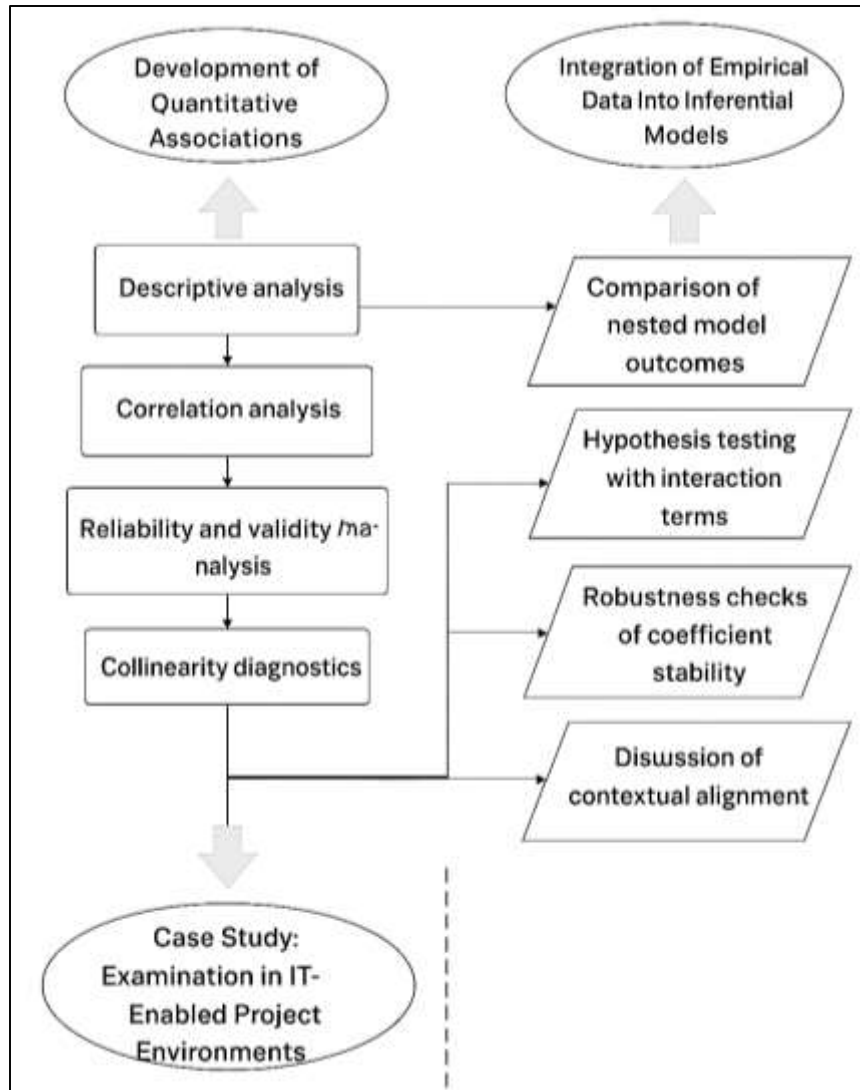 Development of
Quantitative
Associations
Integration of Empirical
Data Into Inferential
Models
Descriptive analysis
Correlation analysis
Reliability and validity ma-
nalysis
Collinearity diagnostics
Comparison of
nested model
outcomes
Hypothesis testing
with interaction
terms
Robustness checks
of coefficient
stability
Disussion of
contextual alignment
Case Study:
Examination in IT-
Enabled Project
Environments